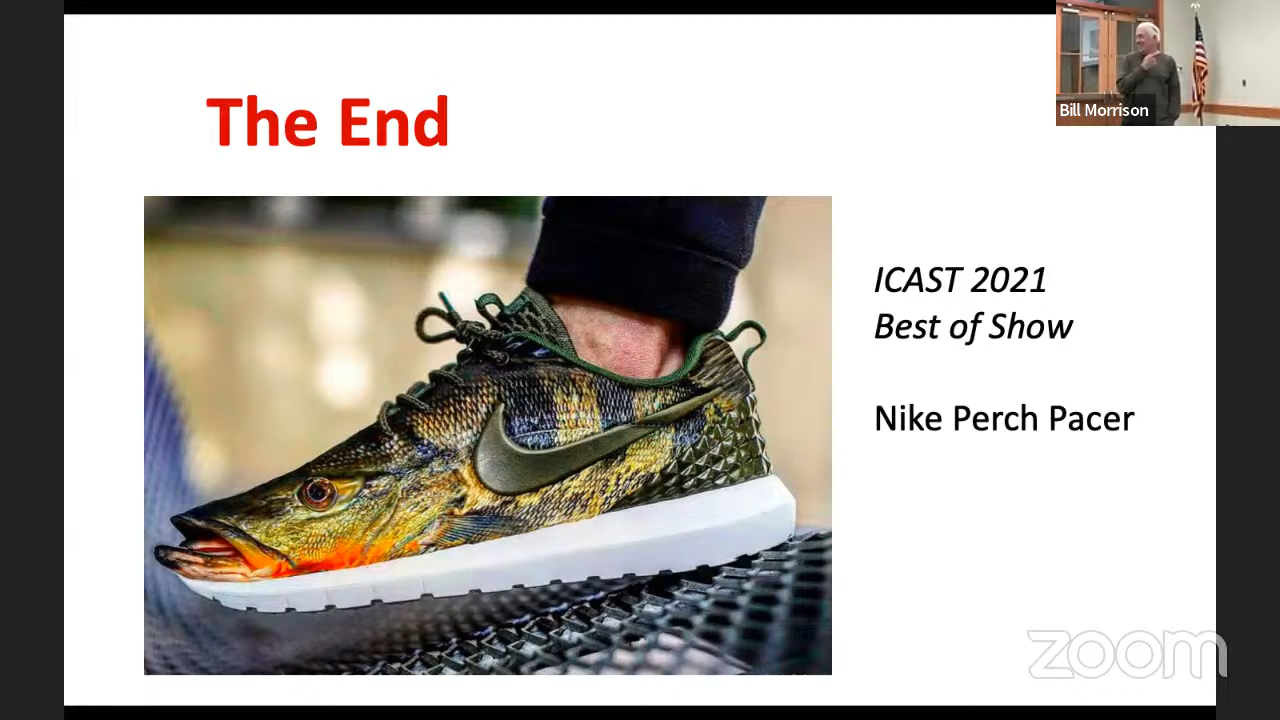 The End
Bill Morrison
ICAST 2021
Best of Show
Nike Perch Pacer
zoom